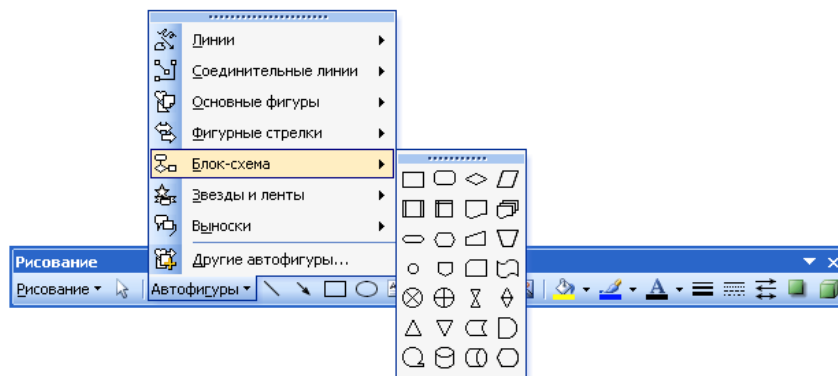 Линии
Соединительные линии
Основные фигуры
Фигурные стрелки
Блок-схема
Звезды и ленты
Выноски
Другие автофигуры...
Рисование
Рисование
Автофигуры
A